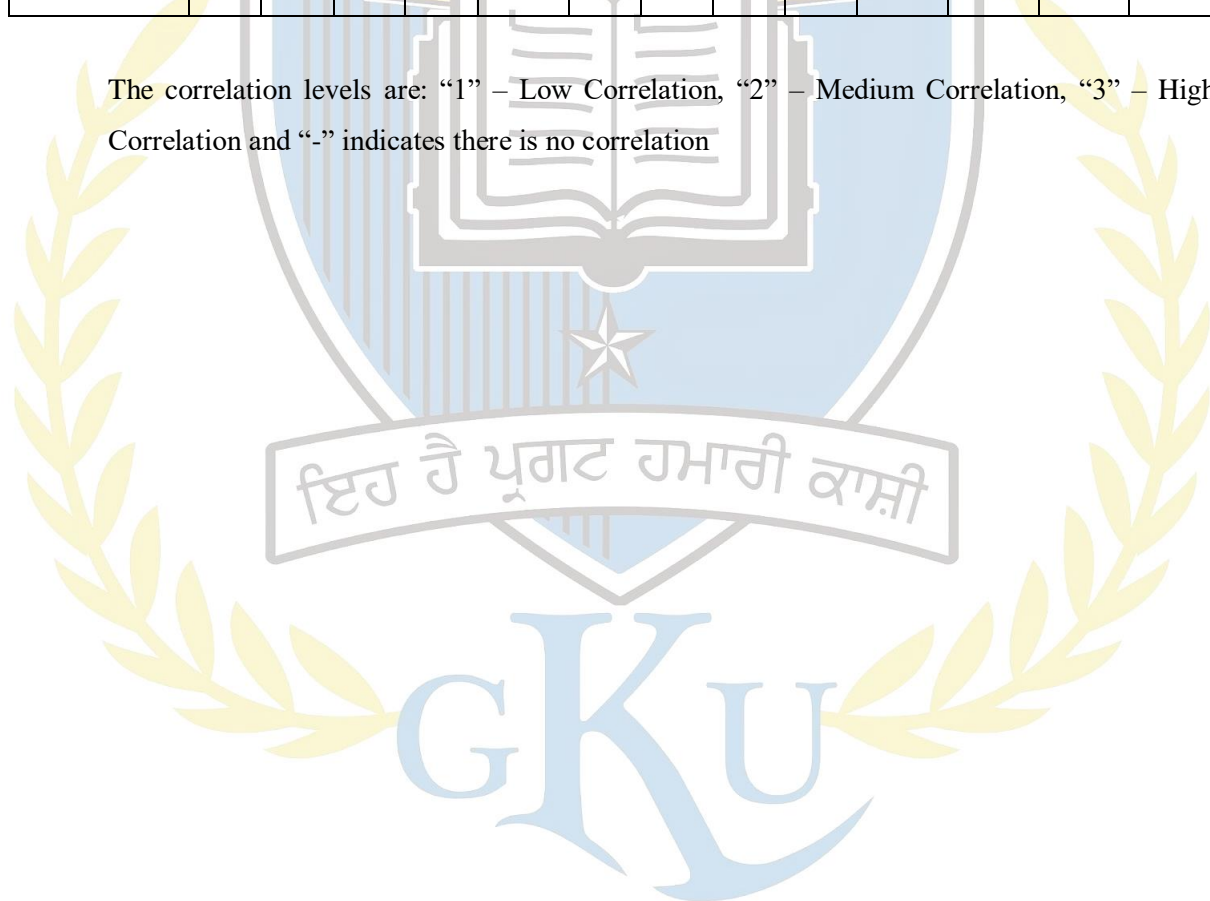 The correlation levels are: “1” – Low Correlation, “2” – Medium Correlation, “3” – High
Correlation and “-” indicates there is no correlation
ਇਹ ਹੈ ਪ੍ਰਗਟ ਹਮਾਰੀ ਕਾਸ਼ੀ
GKU